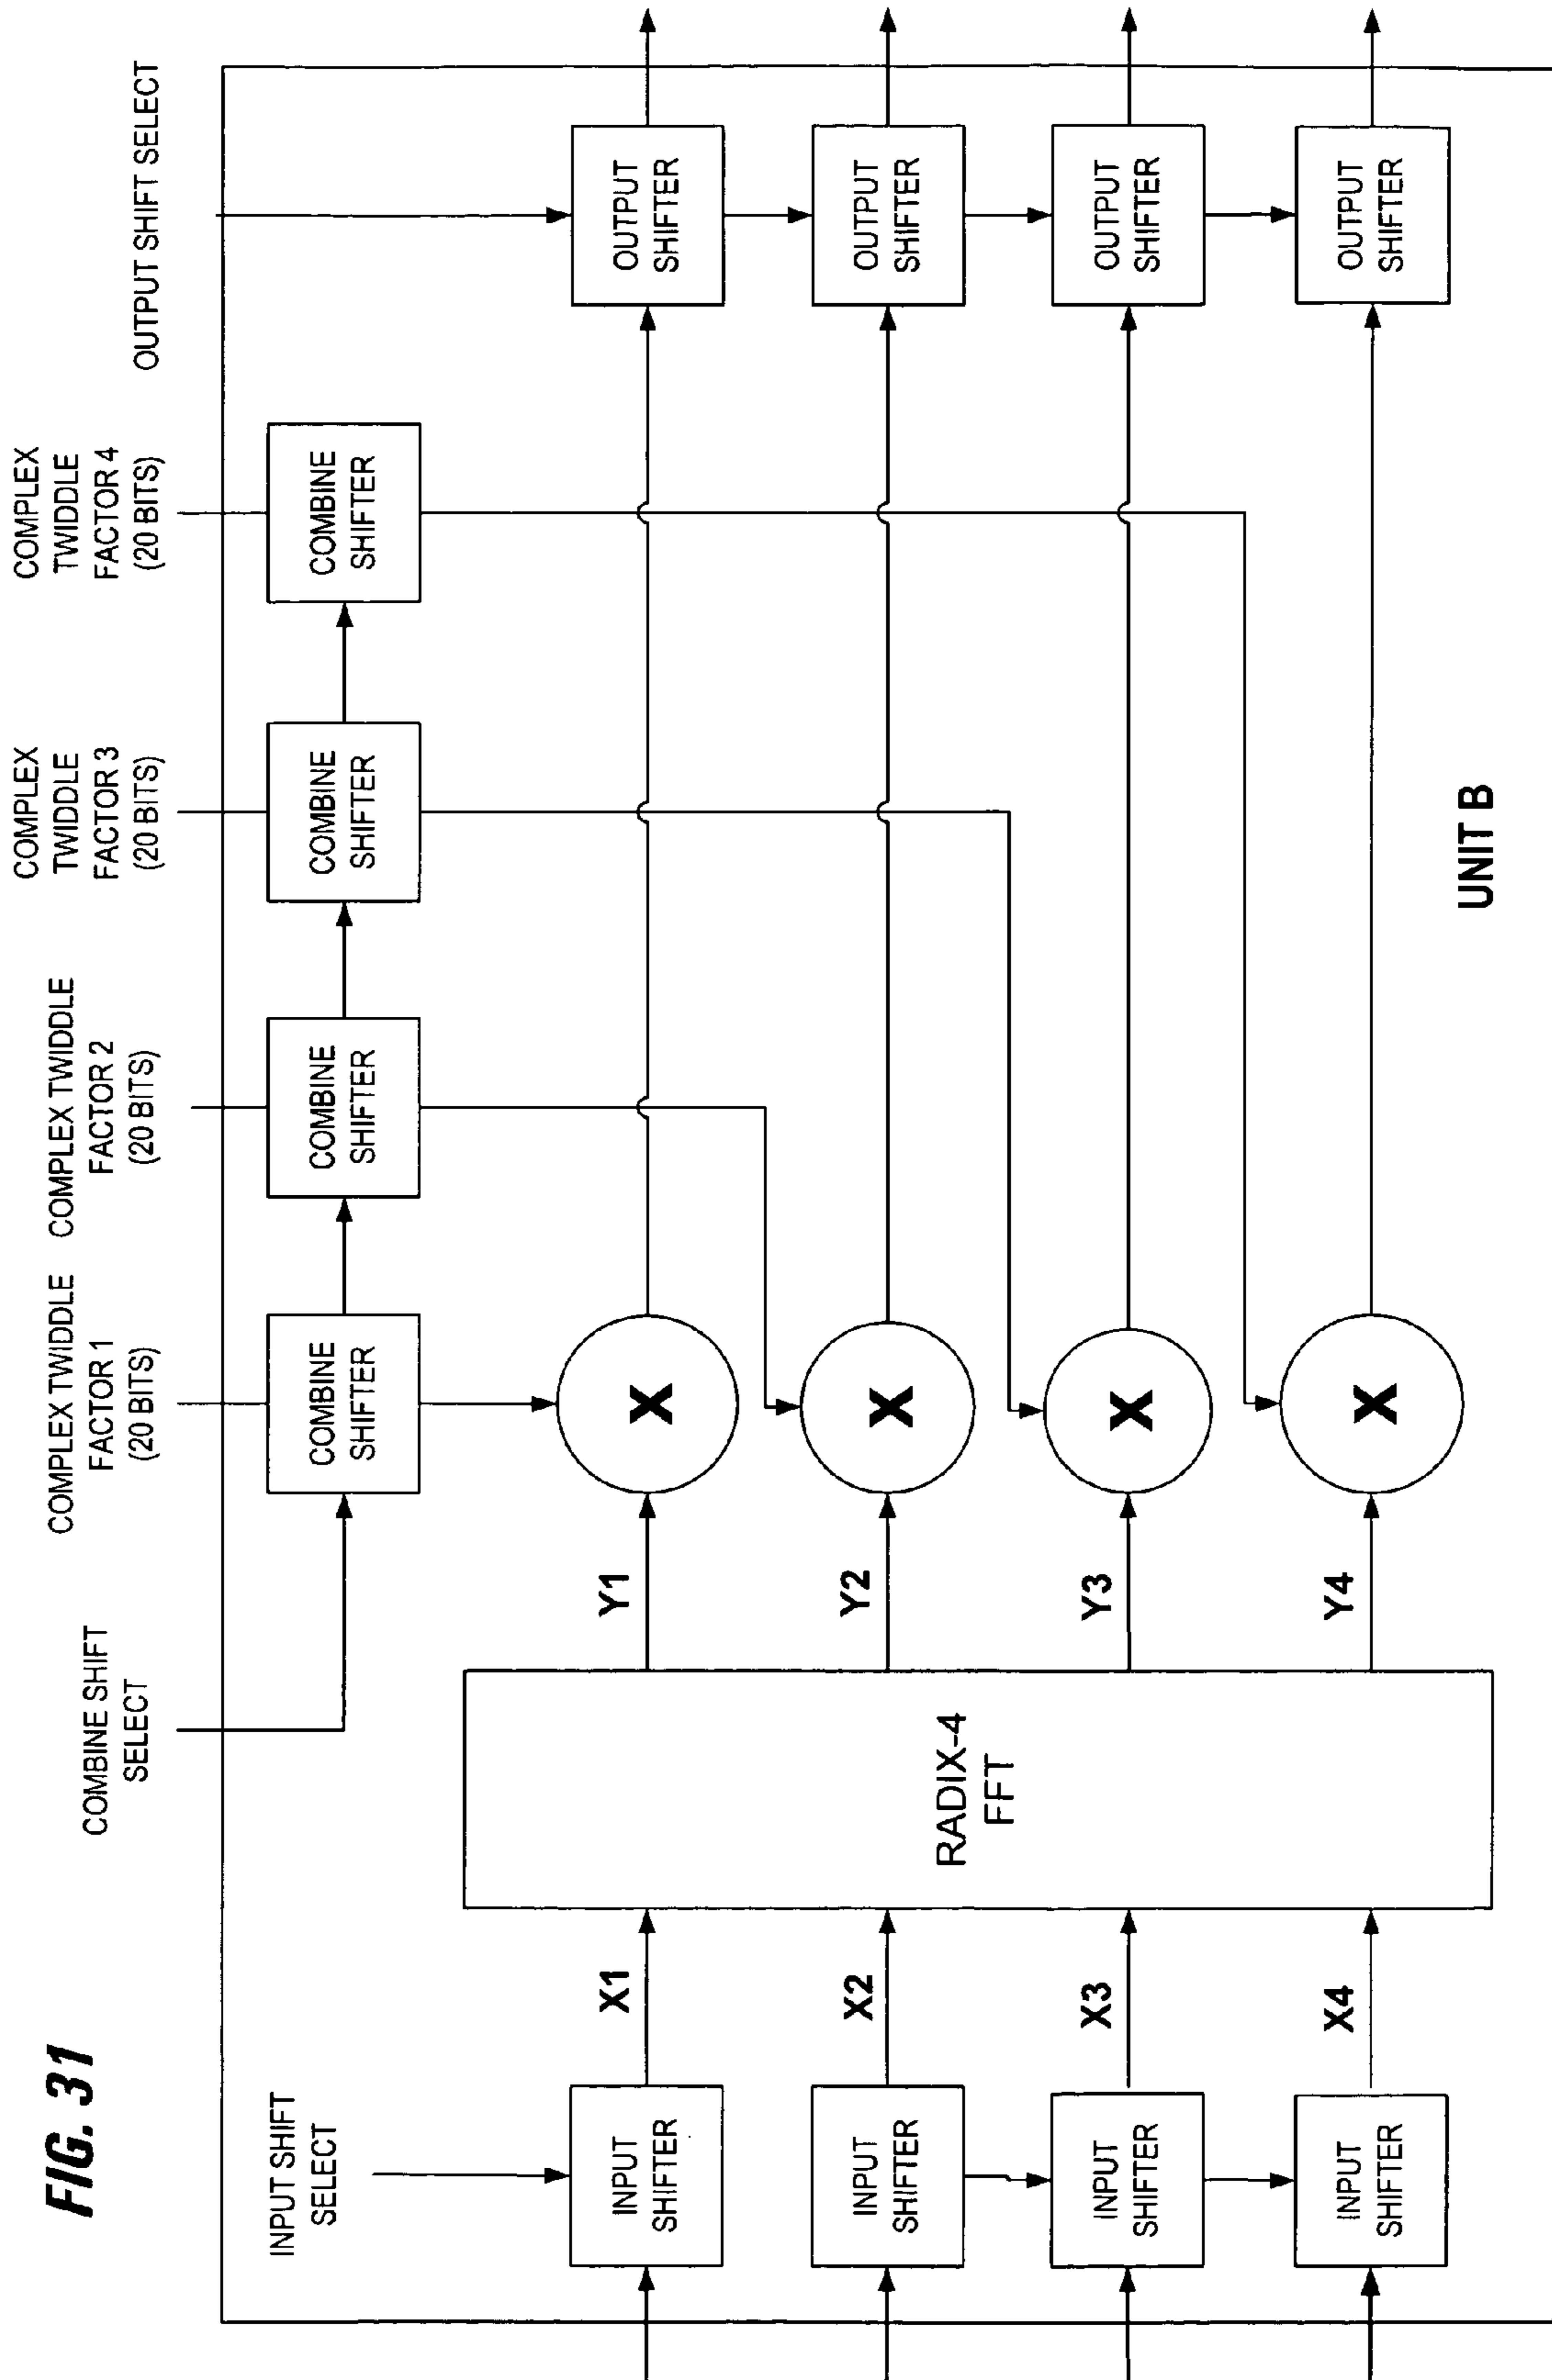 FIG. 31
INPUT SHIFT
SELECT
COMBINE SHIFT
SELECT
COMPLEX TWIDDLE
FACTOR 1
(20 BITS)
COMPLEX TWIDDLE
FACTOR 2
(20 BITS)
COMPLEX
TWIDDLE
FACTOR 3
(20 BITS)
COMPLEX
TWIDDLE
FACTOR 4
(20 BITS)
OUTPUT SHIFT SELECT
COMBINE
SHIFTER
COMBINE
SHIFTER
COMBINE
SHIFTER
COMBINE
SHIFTER
INPUT
SHIFTER
X1
Y1
X
OUTPUT
SHIFTER
INPUT
SHIFTER
X2
Y2
X
OUTPUT
SHIFTER
RADIX-4
FFT
INPUT
SHIFTER
X3
Y3
X
OUTPUT
SHIFTER
INPUT
SHIFTER
X4
Y4
X
OUTPUT
SHIFTER
UNIT B